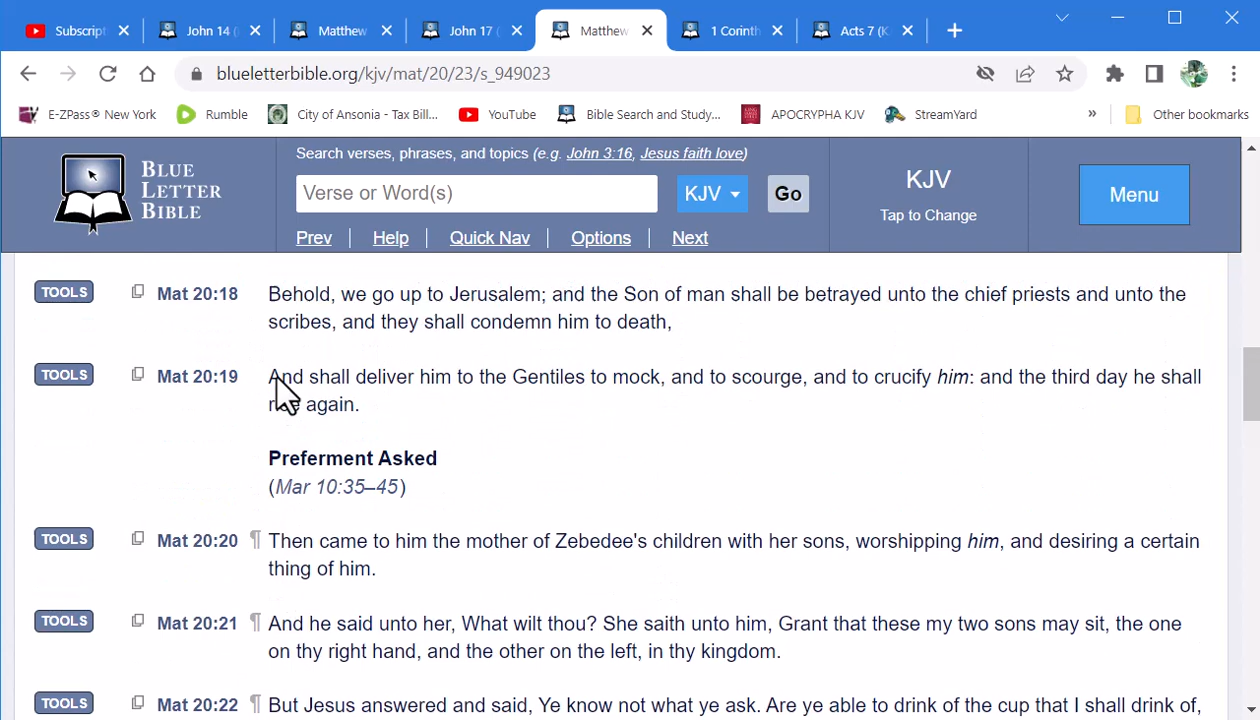 Subscript
John 14 (
Matthew
John 17 (
Matthew
1 Corinth
Acts 7 (K
blueletterbible.org/kjv/mat/20/23/s_949023
E-ZPass® New York
Rumble
City of Ansonia - Tax Bill...
YouTube
Bible Search and Study...
APOCRYPHA KJV
StreamYard
»
Other bookmarks
BLUE
LETTER
BIBLE
Search verses, phrases, and topics (e.g. John 3:16, Jesus faith love)
Verse or Word(s)
KJV
Go
Prev | Help | Quick Nav | Options | Next
KJV
Tap to Change
Menu
TOOLS Mat 20:18 Behold, we go up to Jerusalem; and the Son of man shall be betrayed unto the chief priests and unto the
scribes, and they shall condemn him to death,
TOOLS Mat 20:19 And shall deliver him to the Gentiles to mock, and to scourge, and to crucify him: and the third day he shall
rise again.
Preferment Asked
(Mar 10:35–45)
TOOLS Mat 20:20 ¶ Then came to him the mother of Zebedee's children with her sons, worshipping him, and desiring a certain
thing of him.
TOOLS Mat 20:21 ¶ And he said unto her, What wilt thou? She saith unto him, Grant that these my two sons may sit, the one
on thy right hand, and the other on the left, in thy kingdom.
TOOLS Mat 20:22 ¶ But Jesus answered and said, Ye know not what ye ask. Are ye able to drink of the cup that I shall drink of,